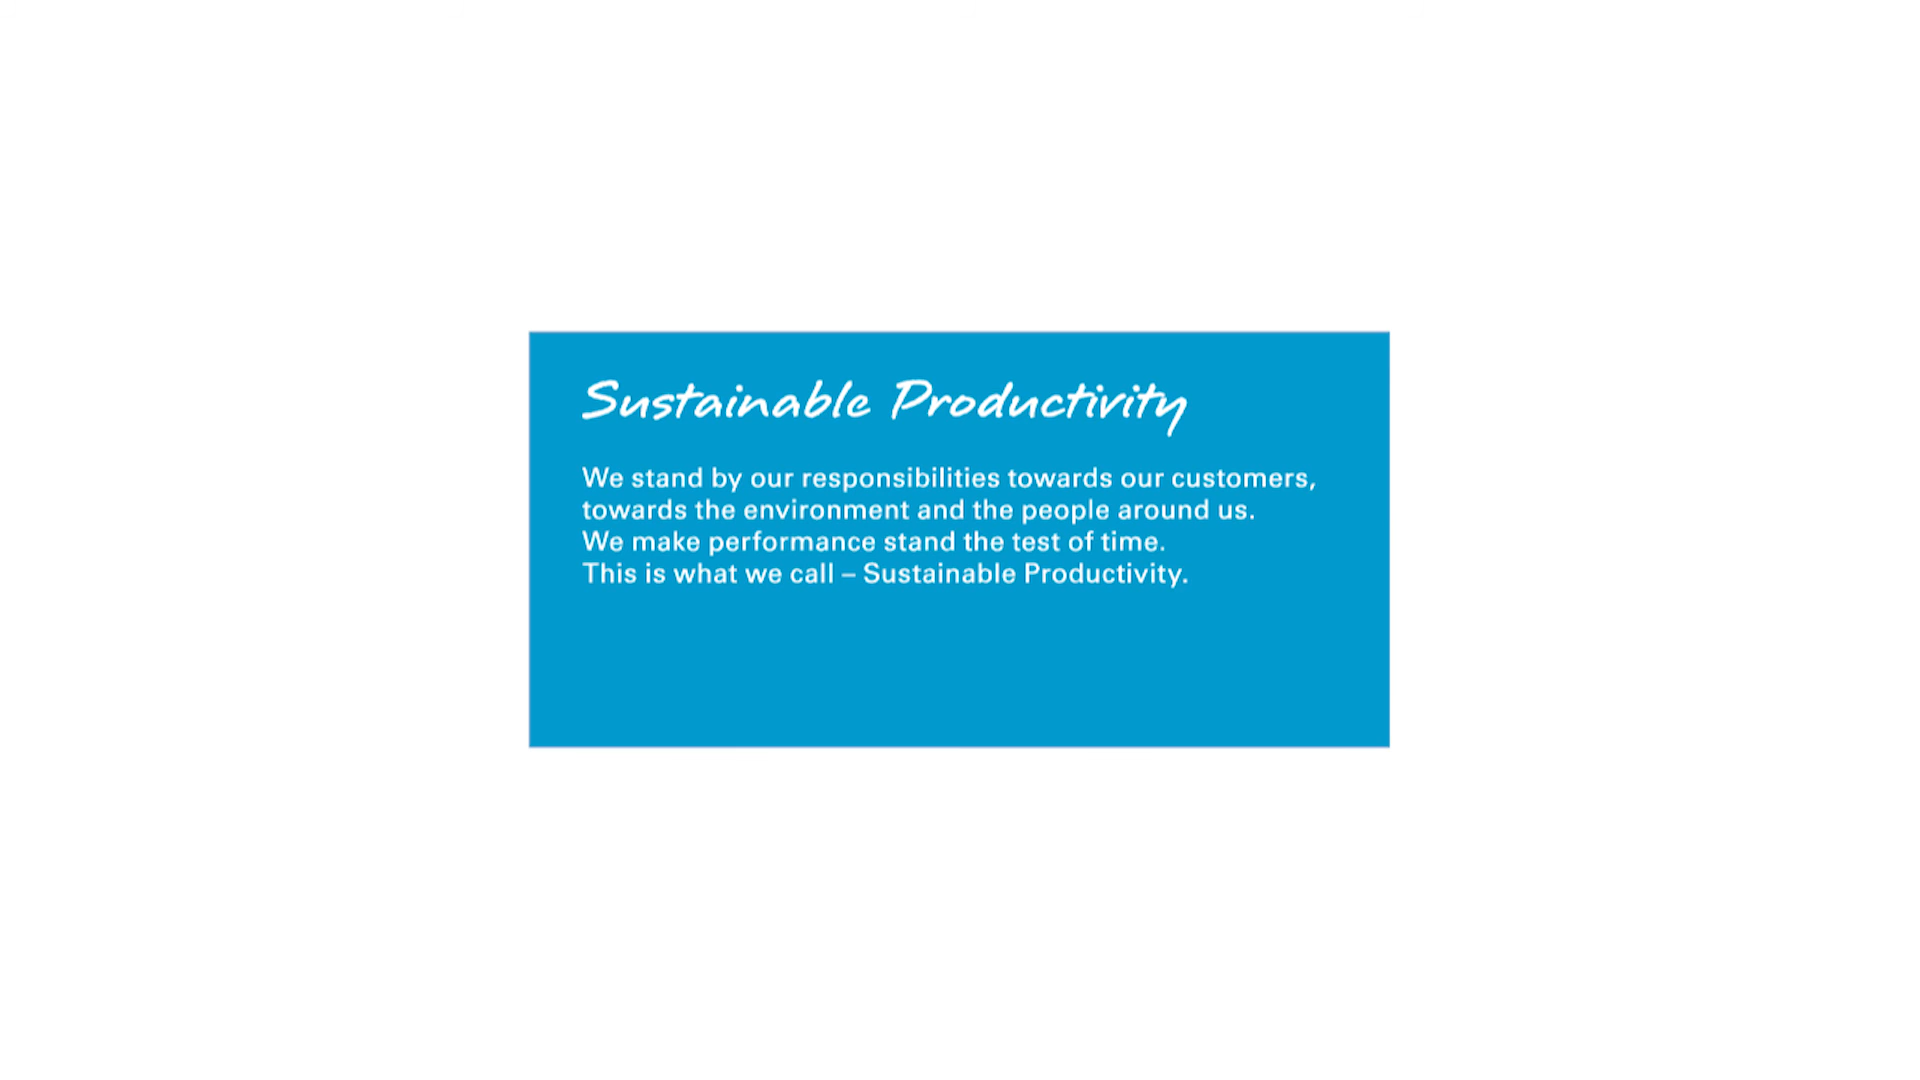 Sustainable Productivity
We stand by our responsibilities towards our customers,
towards the environment and the people around us.
We make performance stand the test of time.
This is what we call – Sustainable Productivity.